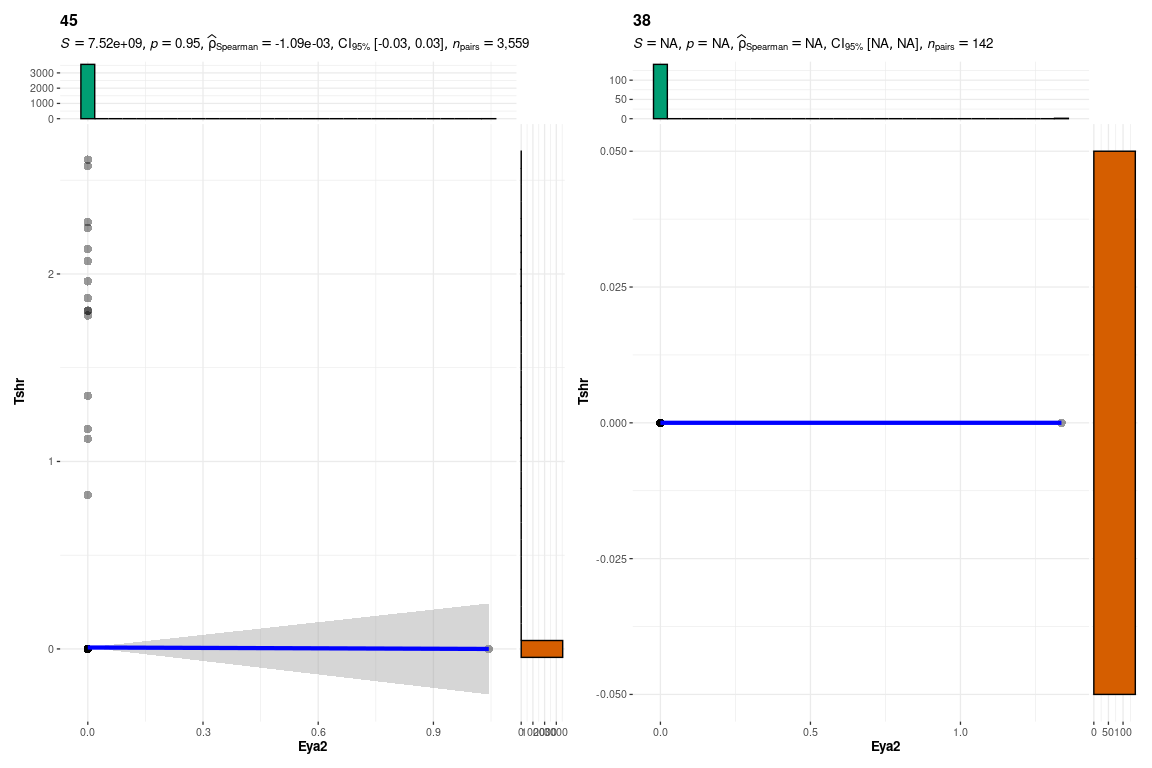 45
S = 7.52e+09, p = 0.95, ρ̂Spearman = -1.09e-03, CI95% [-0.03, 0.03], npairs = 3,559
3000
2000
1000
0
2
1
0
Tshr
0.0 0.3 0.6 0.9
Eya2
38
S = NA, p = NA, ρ̂Spearman = NA, CI95% [NA, NA], npairs = 142
100
50
0
0.050
0.025
0.000
-0.025
-0.050
Tshr
0.0 0.5 1.0
0 50 100
Eya2